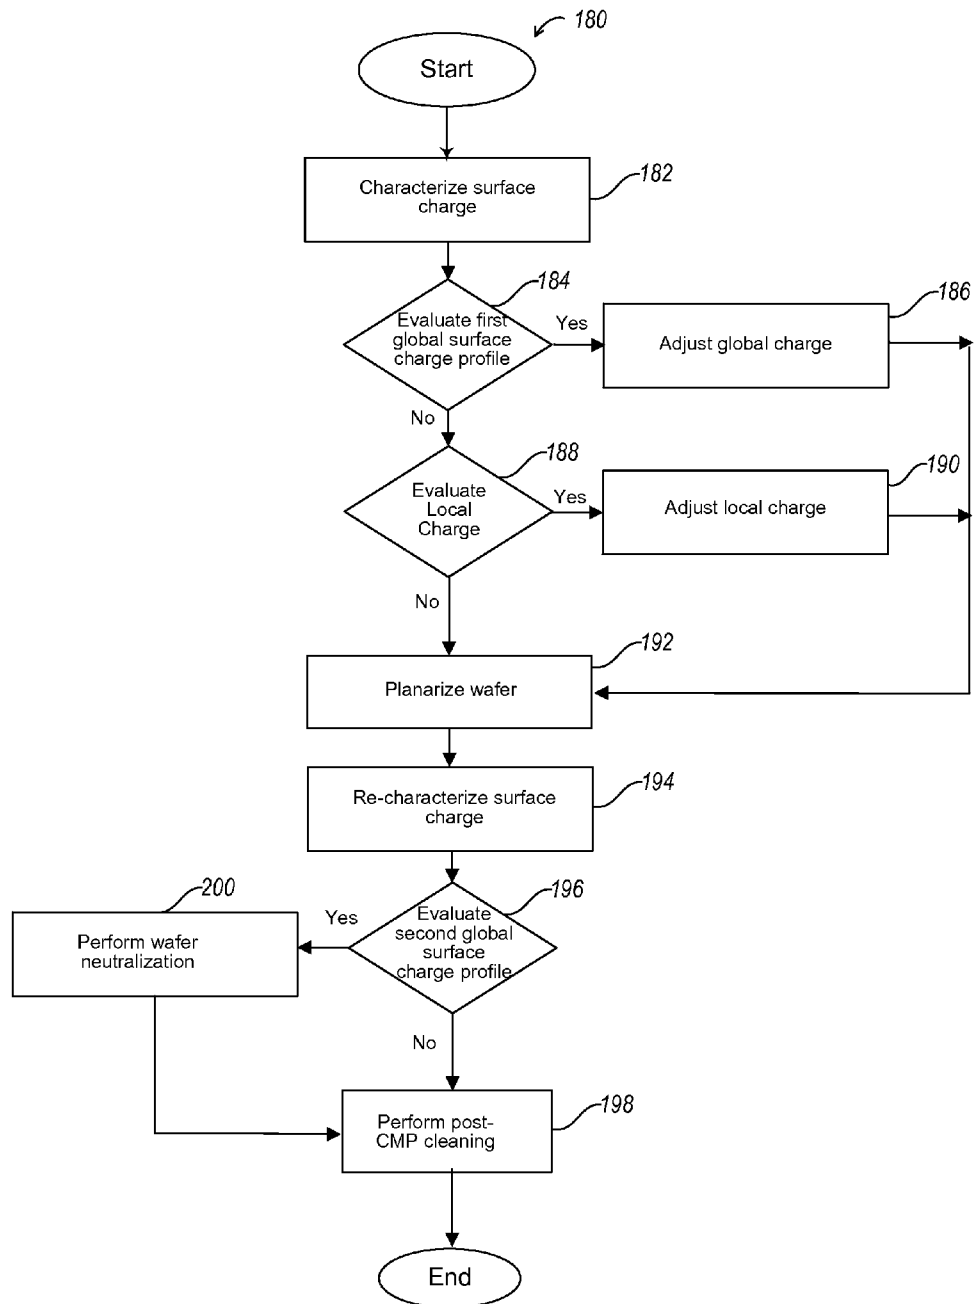 180
Start
Characterize surface
charge
182
184
Evaluate first
global surface
charge profile
Yes
Adjust global charge
186
No
188
Evaluate
Local
Charge
Yes
Adjust local charge
190
No
192
Planarize wafer
Re-characterize surface
charge
194
196
Evaluate
second global
surface
charge profile
Yes
200
Perform wafer
neutralization
No
Perform post-
CMP cleaning
198
End